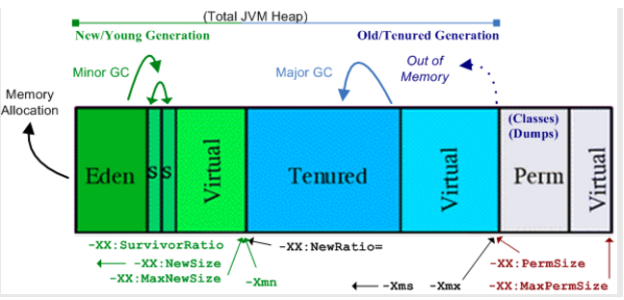 (Total JVM Heap)
New/Young Generation
Old/Tenured Generation
Minor GC
Major GC
Out of
Memory
Memory
Allocation
Eden
S
S
Virtual
Tenured
Virtual
(Classes)
(Dumps)
Perm
Virtual
-XX:SurvivorRatio
-XX:NewRatio=
-XX:NewSize
-XX:MaxNewSize
-Xmn
-Xms
-Xmx
-XX:PermSize
-XX:MaxPermSize